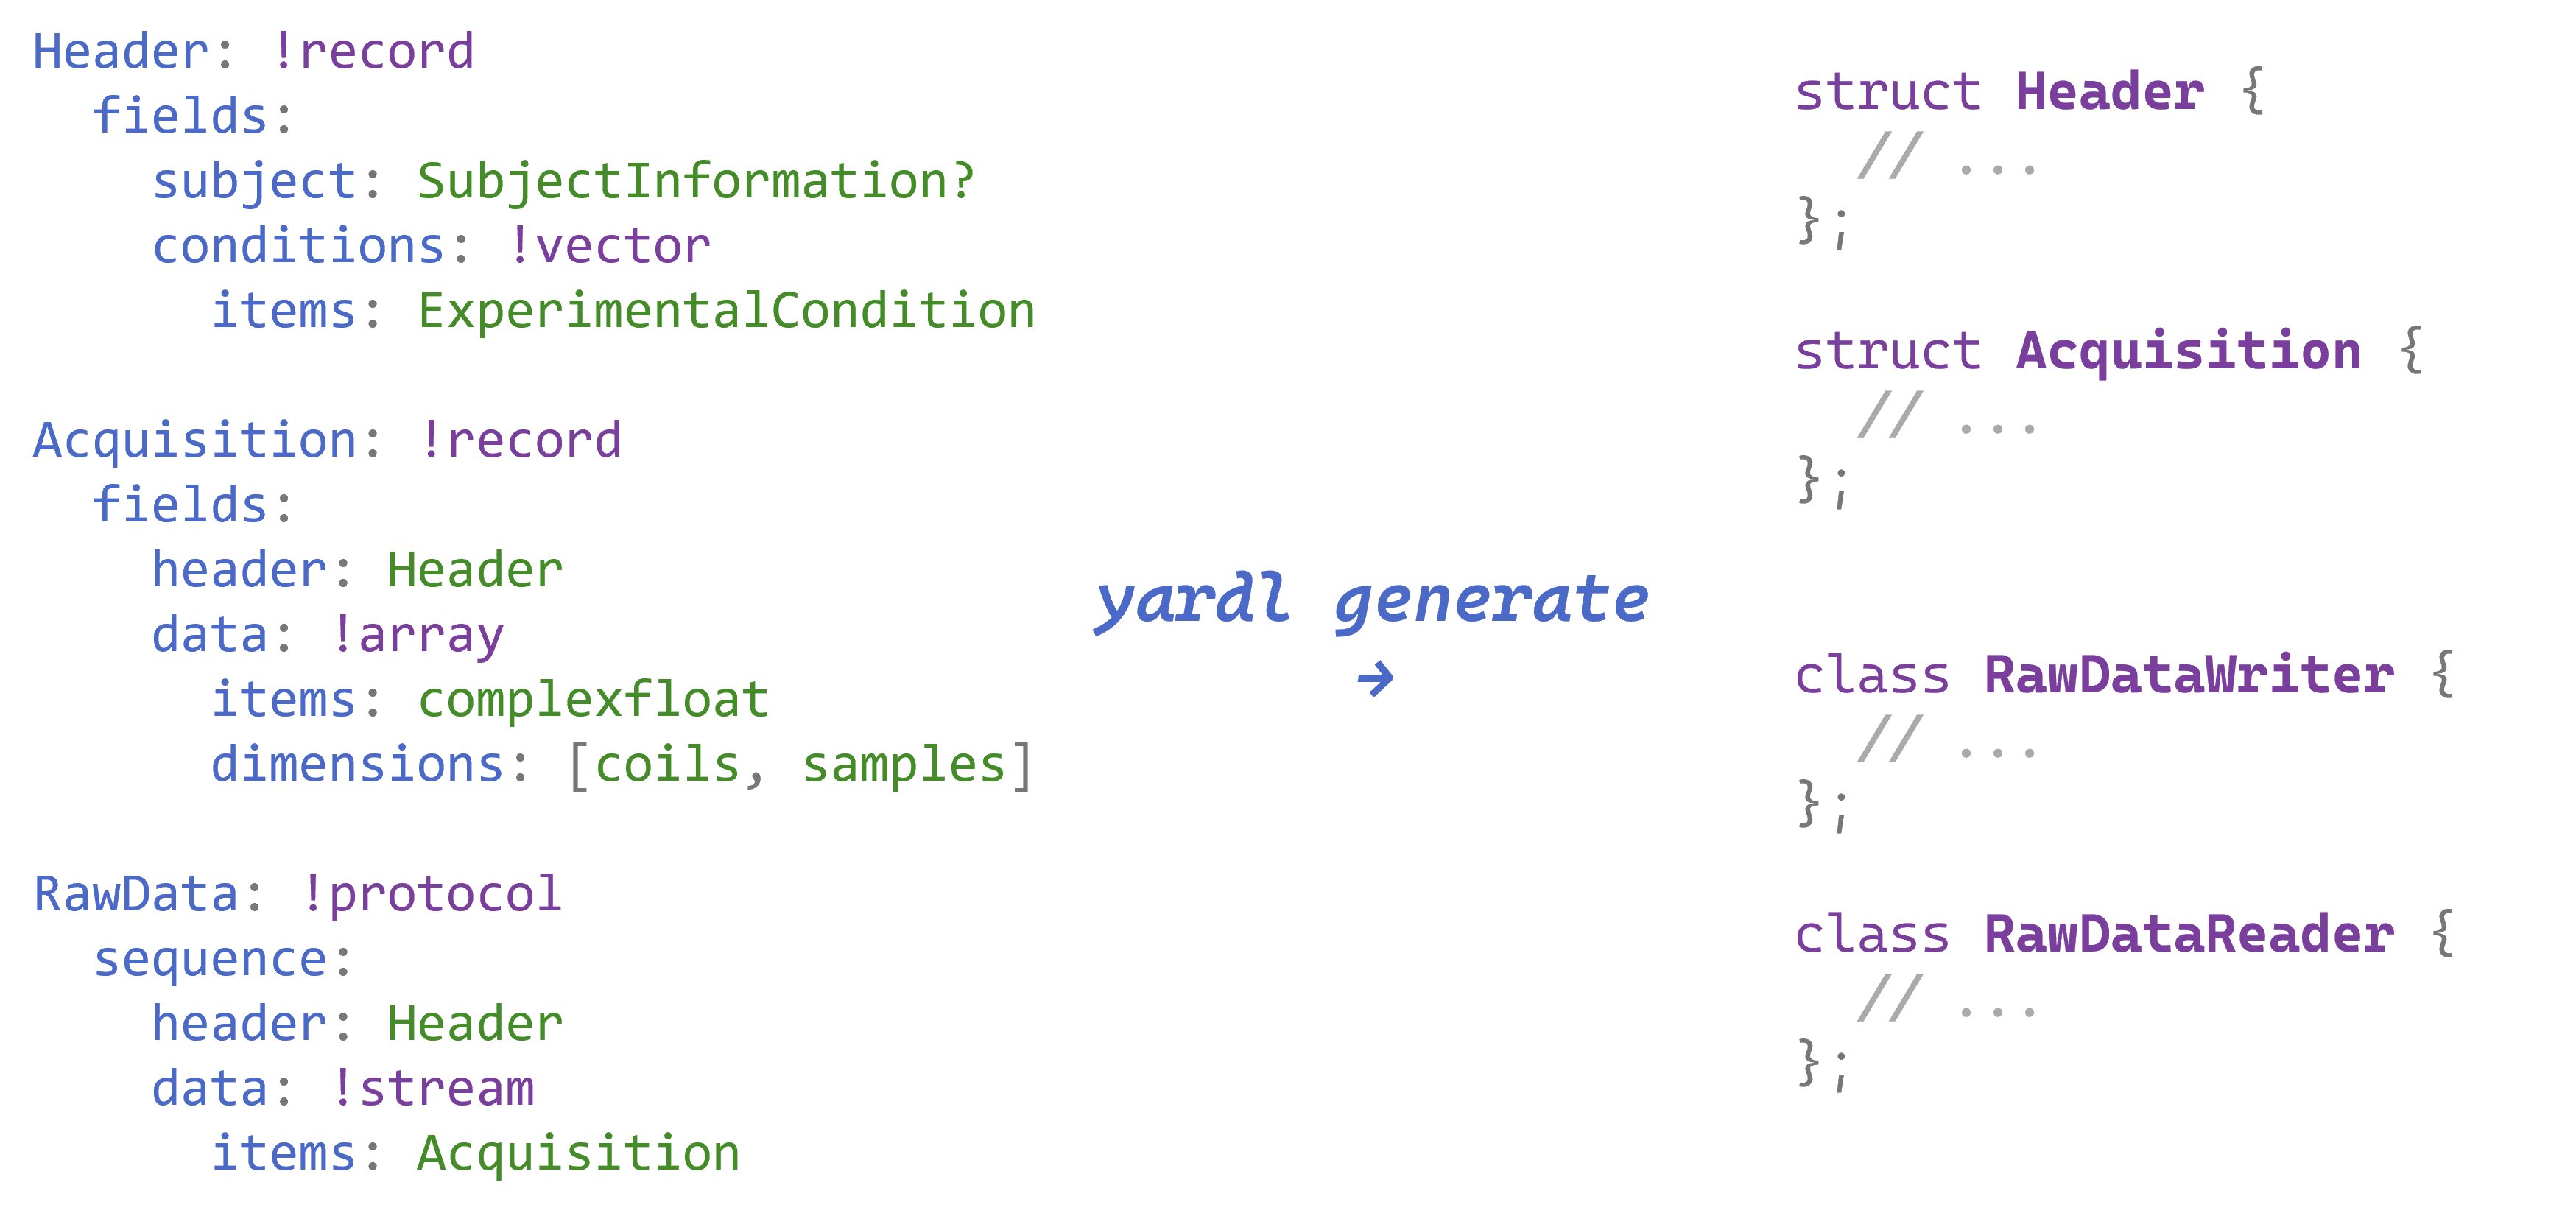 Header: !record
  fields:
    subject: SubjectInformation?
    conditions: !vector
      items: ExperimentalCondition

Acquisition: !record
  fields:
    header: Header
    data: !array
      items: complexfloat
      dimensions: [coils, samples]

RawData: !protocol
  sequence:
    header: Header
    data: !stream
      items: Acquisition

yardl generate
→

struct Header {
  // ...
};

struct Acquisition {
  // ...
};

class RawDataWriter {
  // ...
};

class RawDataReader {
  // ...
};